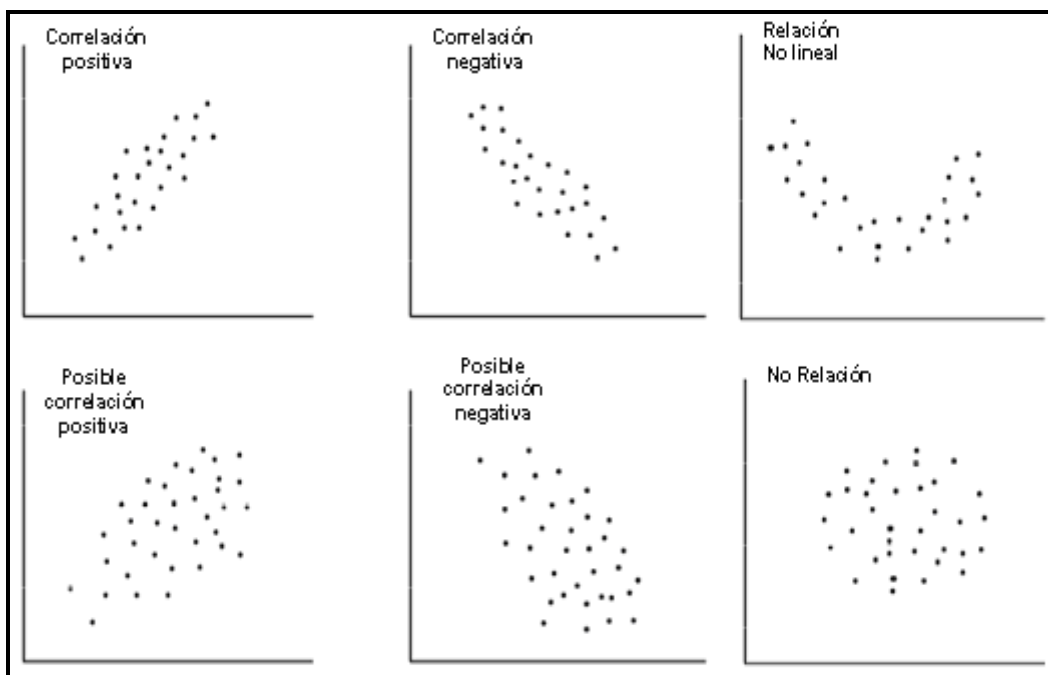 Correlación
positiva
Correlación
negativa
Relación
No lineal
Posible
correlación
positiva
Posible
correlación
negativa
No Relación